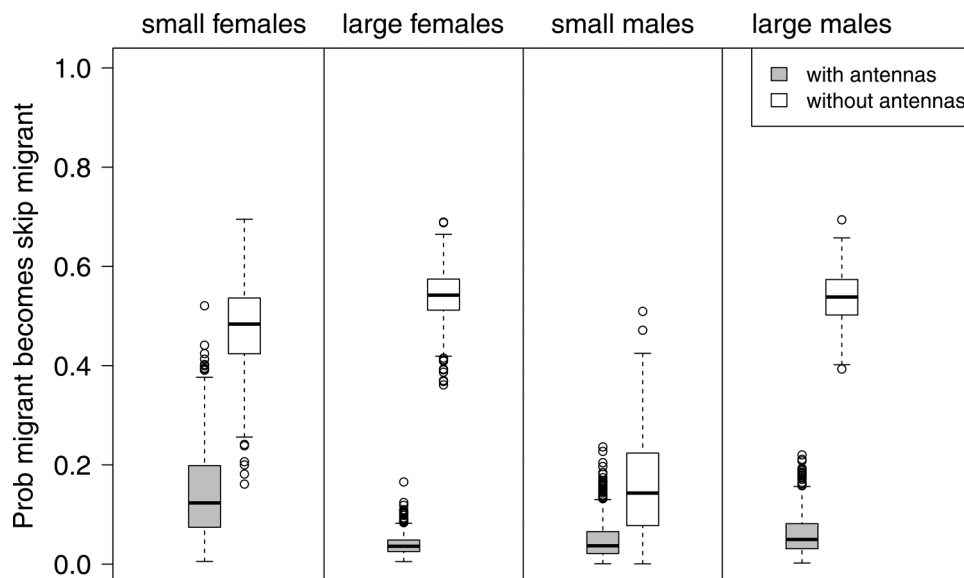 small females large females small males large males
with antennas
without antennas
Prob migrant becomes skip migrant
1.0
0.8
0.6
0.4
0.2
0.0